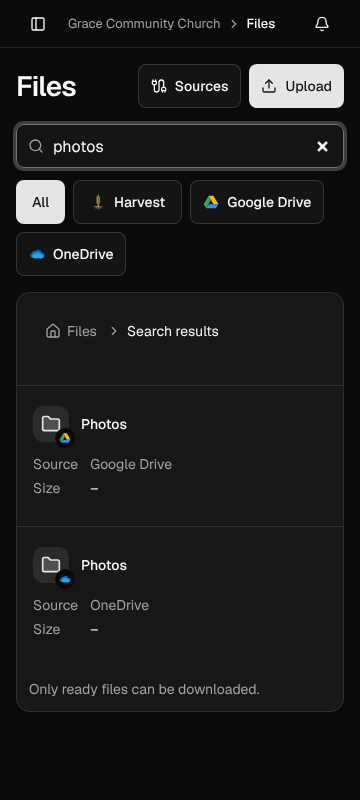 Grace Community Church > Files
Files
Sources
Upload
photos
All
Harvest
Google Drive
OneDrive
Files > Search results
Photos
Source Google Drive
Size –
Photos
Source OneDrive
Size –
Only ready files can be downloaded.